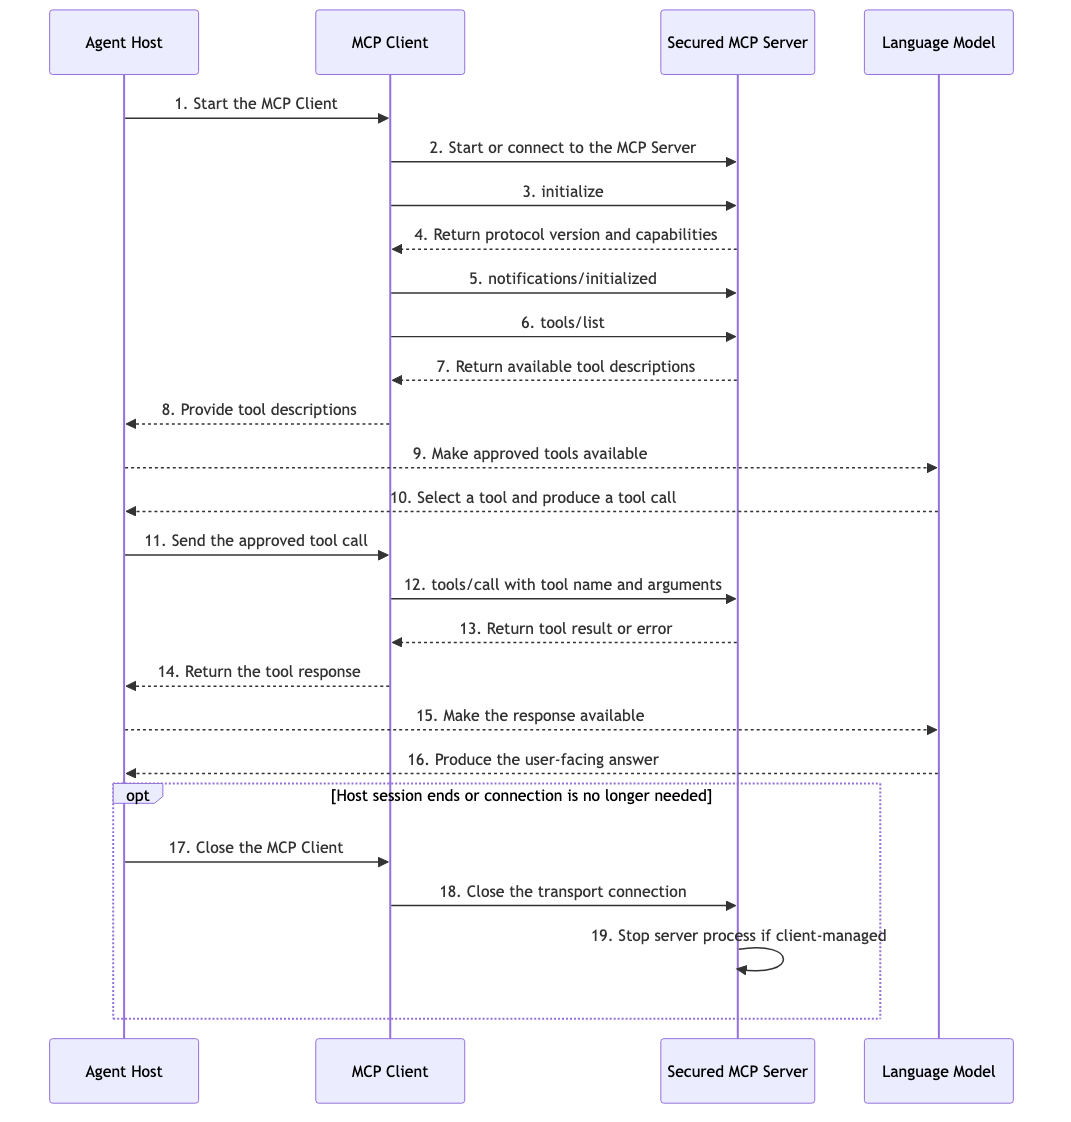 Agent Host
MCP Client
Secured MCP Server
Language Model
1. Start the MCP Client
2. Start or connect to the MCP Server
3. initialize
4. Return protocol version and capabilities
5. notifications/initialized
6. tools/list
7. Return available tool descriptions
8. Provide tool descriptions
9. Make approved tools available
10. Select a tool and produce a tool call
11. Send the approved tool call
12. tools/call with tool name and arguments
13. Return tool result or error
14. Return the tool response
15. Make the response available
16. Produce the user-facing answer
opt
[Host session ends or connection is no longer needed]
17. Close the MCP Client
18. Close the transport connection
19. Stop server process if client-managed
Agent Host
MCP Client
Secured MCP Server
Language Model